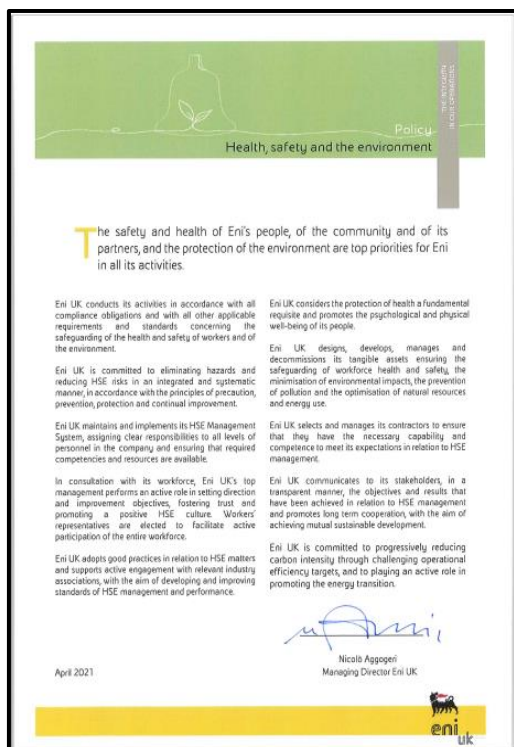 THE INTEGRITY
IN OUR OPERATIONS
Policy
Health, safety and the environment
The safety and health of Eni's people, of the community and of its
partners, and the protection of the environment are top priorities for Eni
in all its activities.
Eni UK conducts its activities in accordance with all
compliance obligations and with all other applicable
requirements and standards concerning the
safeguarding of the health and safety of workers and of
the environment.
Eni UK is committed to eliminating hazards and
reducing HSE risks in an integrated and systematic
manner, in accordance with the principles of precaution,
prevention, protection and continual improvement.
Eni UK maintains and implements its HSE Management
System, assigning clear responsibilities to all levels of
personnel in the company and ensuring that required
competencies and resources are available.
In consultation with its workforce, Eni UK's top
management performs an active role in setting direction
and improvement objectives, fostering trust and
promoting a positive HSE culture. Workers'
representatives are elected to facilitate active
participation of the entire workforce.
Eni UK adopts good practices in relation to HSE matters
and supports active engagement with relevant industry
associations, with the aim of developing and improving
standards of HSE management and performance.
Eni UK considers the protection of health a fundamental
requisite and promotes the psychological and physical
well-being of its people.
Eni UK designs, develops, manages and
decommissions its tangible assets ensuring the
safeguarding of workforce health and safety, the
minimisation of environmental impacts, the prevention
of pollution and the optimisation of natural resources
and energy use.
Eni UK selects and manages its contractors to ensure
that they have the necessary capability and
competence to meet its expectations in relation to HSE
management.
Eni UK communicates to its stakeholders, in a
transparent manner, the objectives and results that
have been achieved in relation to HSE management
and promotes long term cooperation, with the aim of
achieving mutual sustainable development.
Eni UK is committed to progressively reducing
carbon intensity through challenging operational
efficiency targets, and to playing an active role in
promoting the energy transition.
Nicolò Aggogeri
Managing Director Eni UK
April 2021
eni
uk